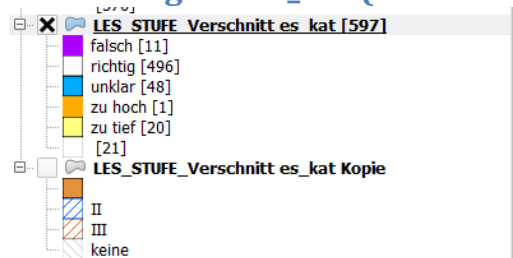 LES_STUFE_Verschnitt es_kat [597]
falsch [11]
richtig [496]
unklar [48]
zu hoch [1]
zu tief [20]
[21]
LES_STUFE_Verschnitt es_kat Kopie
II
III
keine